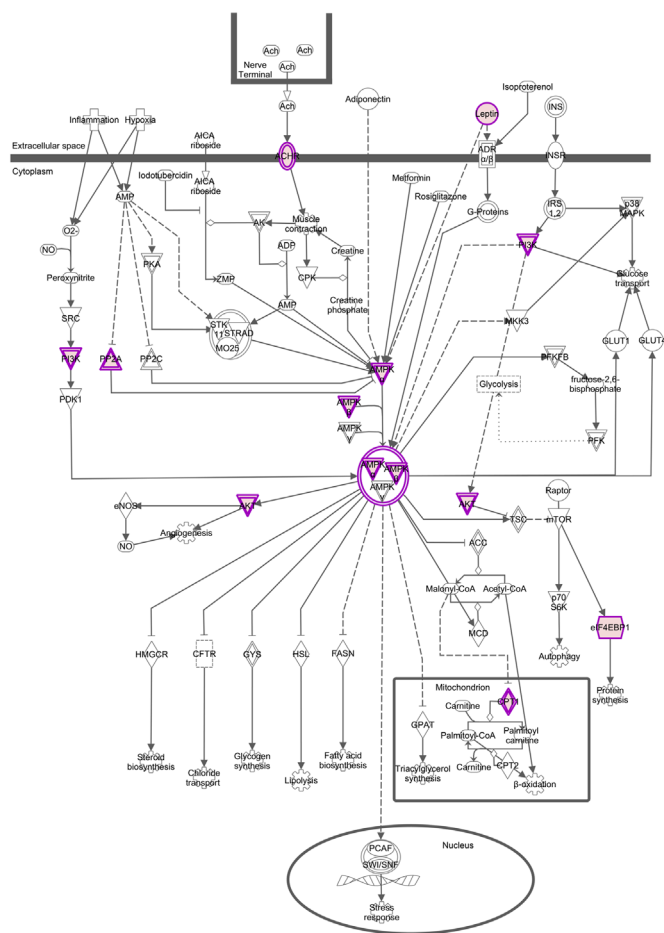 Ach
Ach
Ach
Nerve
Terminal
Ach
Isoproterenol
Adiponectin
Leptin
INS
Inflammation
Hypoxia
AICA
riboside
Extracellular space
ACHR
ADR
α/β
INSR
Cytoplasm
Iodotubercidin
AICA
riboside
Metformin
Rosiglitazone
AMP
IRS
1,2
p38
MAPK
G-Proteins
AK
Muscle
contraction
O2-
NO
ADP
Creatine
PI3K
PKA
Peroxynitrite
ZMP
CPK
Glucose
transport
AMP
Creatine
phosphate
SRC
STK
11
STRAD
MO25
MKK3
GLUT1
GLUT4
PI3K
PP2A
PP2C
PFKFB
AMPK
α
Glycolysis
fructose-2,6-
bisphosphate
PDK1
AMPK
β
AMPK
γ
PFK
AMPK
α
AMPK
β
AMPK
γ
Raptor
eNOS
AKT
AKT
TSC
mTOR
Angiogenesis
NO
ACC
Malonyl-CoA
Acetyl-CoA
p70
S6K
eIF4EBP1
MCD
HMGCR
CFTR
GYS
HSL
FASN
Autophagy
Mitochondrion
CPT1
Protein
synthesis
Carnitine
GPAT
Palmitoyl-CoA
Palmitoyl
carnitine
Steroid
biosynthesis
Chloride
transport
Glycogen
synthesis
Lipolysis
Fatty acid
biosynthesis
Triacylglycerol
synthesis
Carnitine
CPT2
β-oxidation
Nucleus
PCAF
SWI/SNF
Stress
response